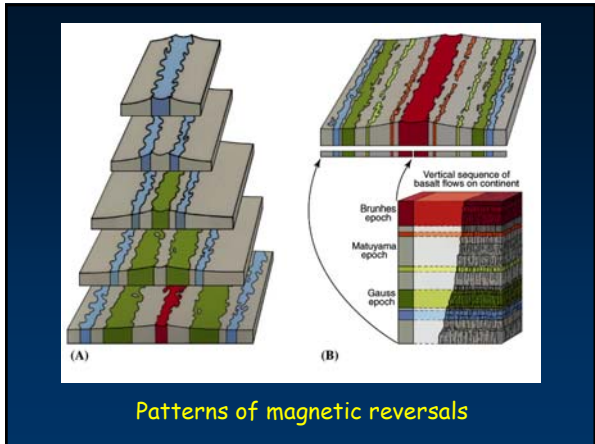 Vertical sequence of
basalt flows on continent
Brunhes
epoch
Matuyama
epoch
Gauss
epoch
(A)
(B)
Patterns of magnetic reversals